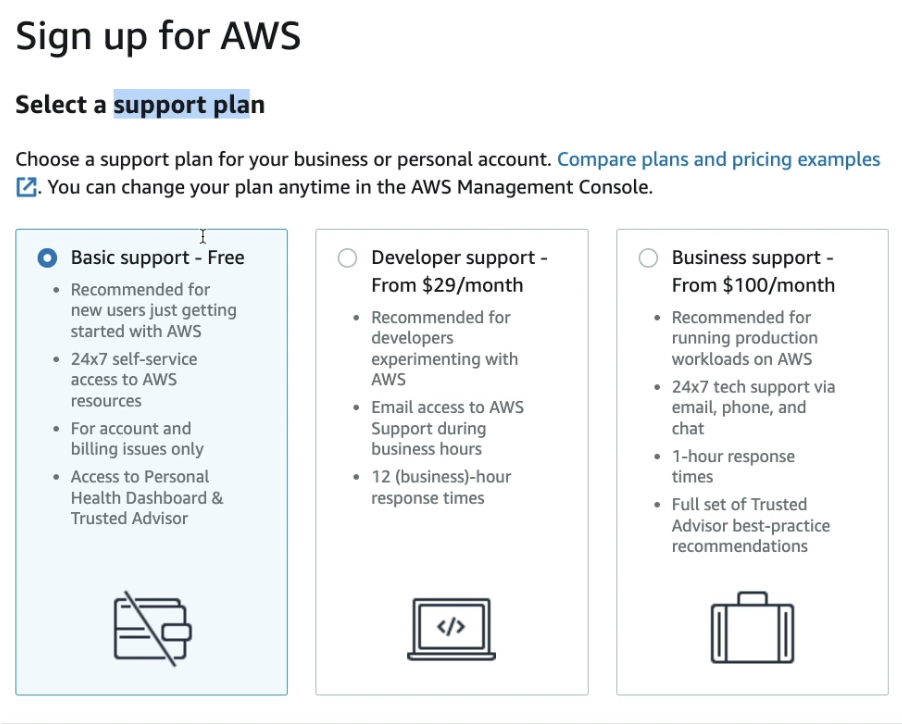 Sign up for AWS
Select a support plan
Choose a support plan for your business or personal account. Compare plans and pricing examples
. You can change your plan anytime in the AWS Management Console.
Basic support - Free
• Recommended for
new users just getting
started with AWS
• 24x7 self-service
access to AWS
resources
• For account and
billing issues only
• Access to Personal
Health Dashboard &
Trusted Advisor
Developer support -
From $29/month
• Recommended for
developers
experimenting with
AWS
• Email access to AWS
Support during
business hours
• 12 (business)-hour
response times
</>
Business support -
From $100/month
• Recommended for
running production
workloads on AWS
• 24x7 tech support via
email, phone, and
chat
• 1-hour response
times
• Full set of Trusted
Advisor best-practice
recommendations